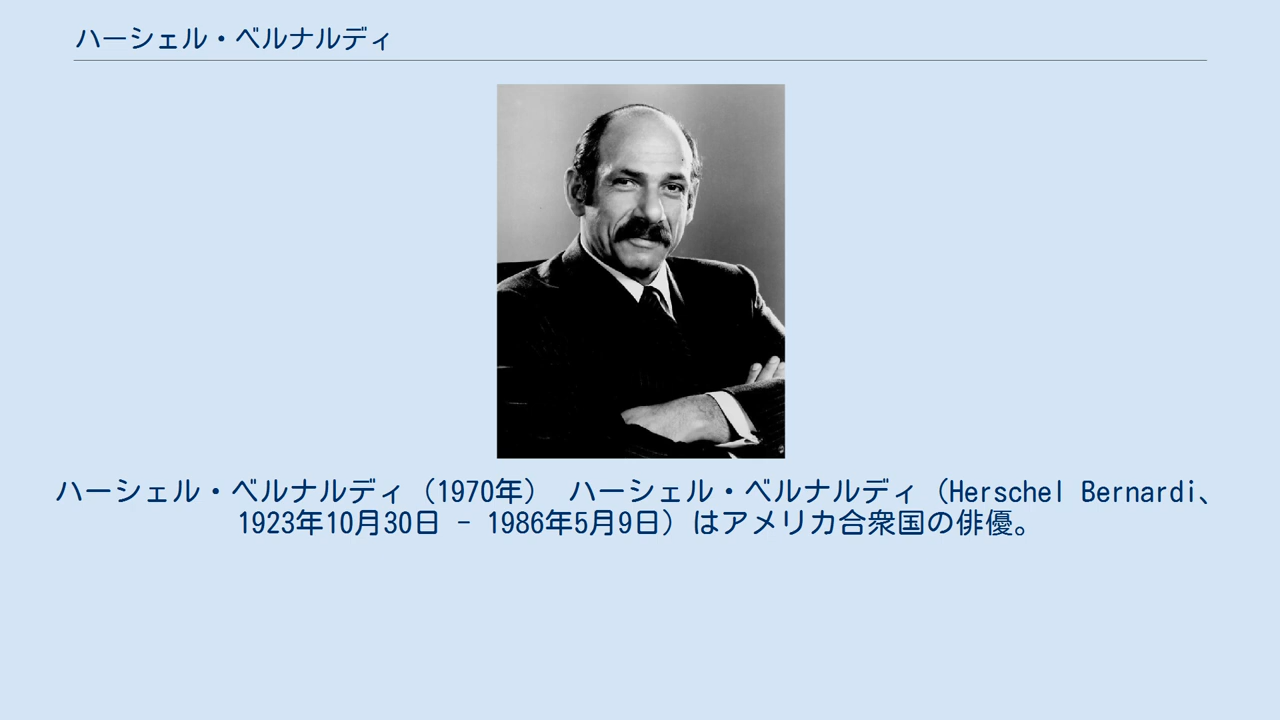 ハーシェル・ベルナルディ
ハーシェル・ベルナルディ（1970年） ハーシェル・ベルナルディ（Herschel Bernardi、
1923年10月30日 - 1986年5月9日）はアメリカ合衆国の俳優。